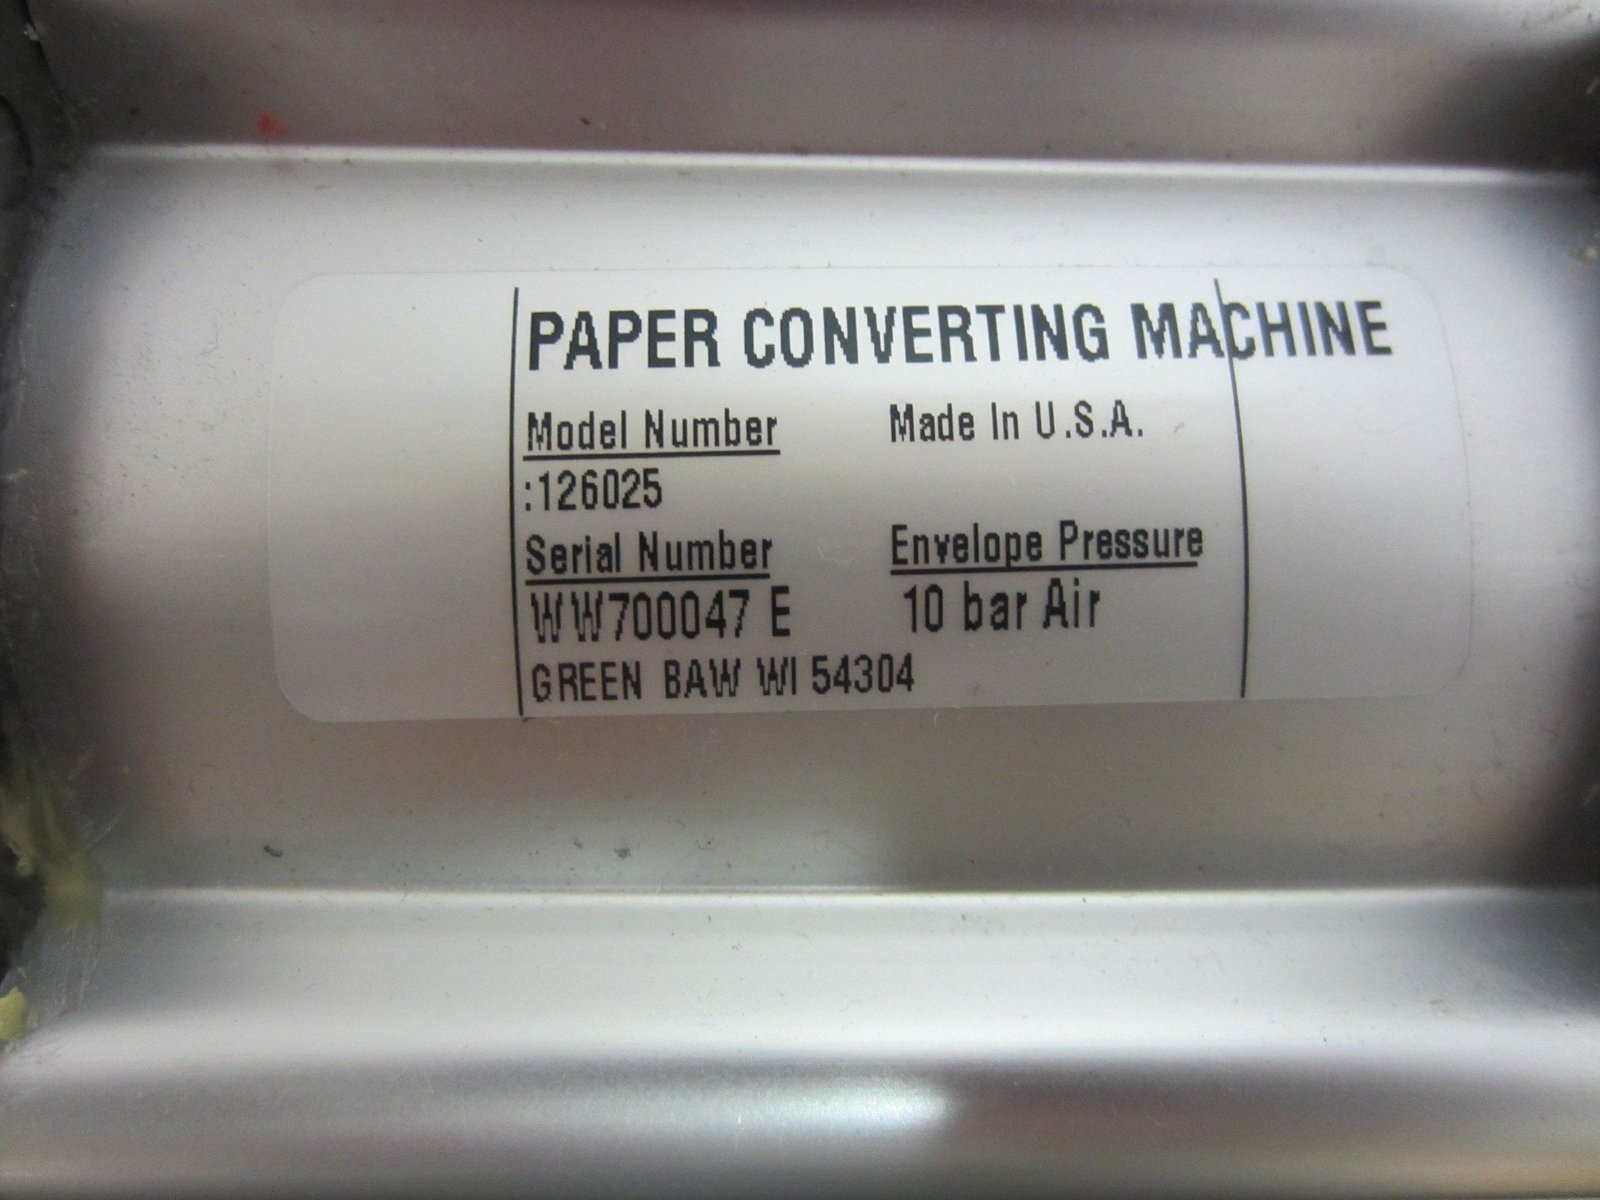 PAPER CONVERTING MACHINE
Model Number Made In U.S.A.
:126025
Serial Number Envelope Pressure
WW700047 E 10 bar Air
GREEN BAW WI 54304